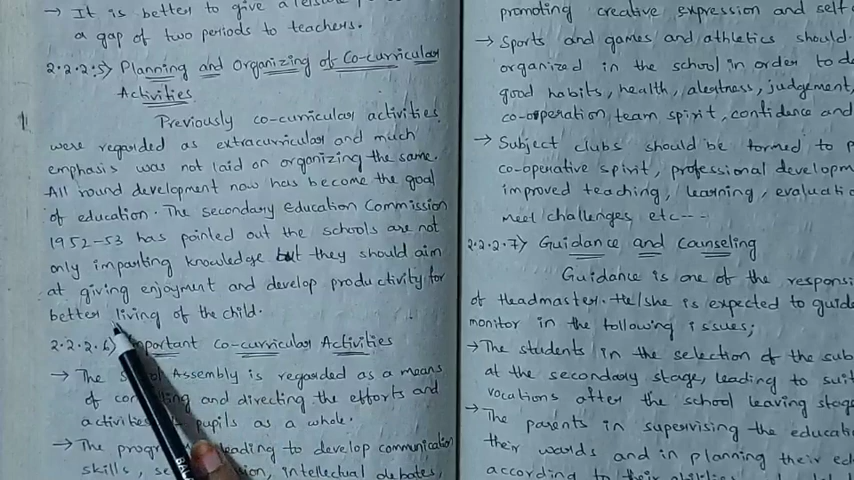 → It is better to give a
a gap of two periods to teachers.
2.2.2.5) Planning and Organizing of Co-curricular
Activities
Previously co-curricular activities
were regarded as extracurricular and much
emphasis was not laid on organizing the same.
All round development now has become the goal
of education. The secondary Education Commission
1952-53 has pointed out the schools are not
only imparting knowledge but they should aim
at giving enjoyment and develop productivity for
better living of the child.
2.2.2.6) Important Co-curricular Activities
→ The Assembly is regarded as a means
of and directing the efforts and
activities pupils as a whole.
→ The leading to develop communication
skills, intellectual debates,
promoting creative expression and self
→ Sports and games and athletics should
organized in the school in order to
good habits, health, alertness, judgement,
co-operation, team spirit, confidence and
→ Subject clubs should be formed to
co-operative spirit, professional
improved teaching, learning,
meet challenges etc---
2.2.2.7) Guidance and Counseling
Guidance is one of the
of Headmaster. He/she is expected to
monitor in the following issues;
→ The students in the selection of the
at the secondary stage, leading to
vocations after the school leaving
→ The parents in supervising the
their wards and in planning their
according to their abilities